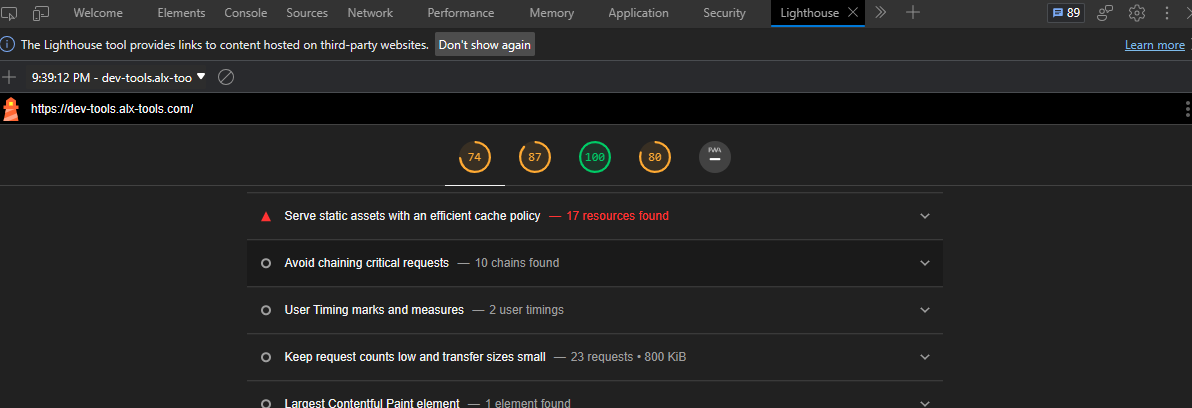 Welcome Elements Console Sources Network Performance Memory Application Security Lighthouse 89
The Lighthouse tool provides links to content hosted on third-party websites. Don't show again Learn more
9:39:12 PM - dev-tools.alx-too
https://dev-tools.alx-tools.com/
74 87 100 80 PWA
Serve static assets with an efficient cache policy — 17 resources found
Avoid chaining critical requests — 10 chains found
User Timing marks and measures — 2 user timings
Keep request counts low and transfer sizes small — 23 requests • 800 KiB
Largest Contentful Paint element — 1 element found